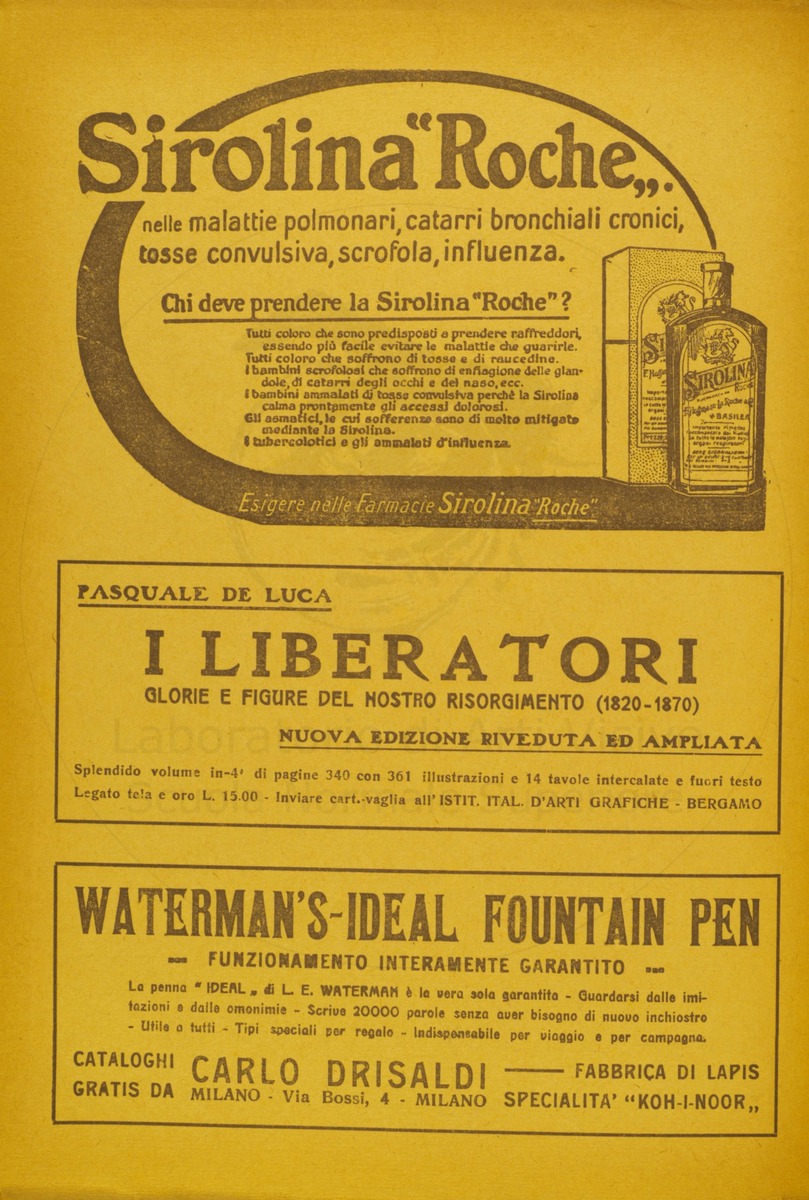 Sirolina "Roche„.
nelle malattie polmonari, catarri bronchiali cronici,
tosse convulsiva, scrofola, influenza.
Chi deve prendere la Sirolina "Roche"?
Tutti coloro che sono predisposti a prendere raffreddori,
essendo più facile evitare le malattie che guarirle.
Tutti coloro che soffrono di tosse e di raucedine.
I bambini scrofolosi che soffrono di enfiagione delle glan-
dole, di catarri degli occhi e del naso, ecc.
I bambini ammalati di tosse convulsiva perchè la Sirolina
calma prontamente gli accessi dolorosi.
Gli asmatici, le cui sofferenze sono di molto mitigate
mediante la Sirolina.
I tubercolotici e gli ammalati d'influenza.
SIROLINA
BASILEA
Esigere nelle Farmacie Sirolina "Roche"
PASQUALE DE LUCA
I LIBERATORI
GLORIE E FIGURE DEL NOSTRO RISORGIMENTO (1820-1870)
NUOVA EDIZIONE RIVEDUTA ED AMPLIATA
Splendido volume in-4° di pagine 340 con 361 illustrazioni e 14 tavole intercalate e fuori testo
Legato tela e oro L. 15.00 - Inviare cart.-vaglia all' ISTIT. ITAL. D'ARTI GRAFICHE - BERGAMO
WATERMAN'S-IDEAL FOUNTAIN PEN
FUNZIONAMENTO INTERAMENTE GARANTITO
La penna "IDEAL„ di L. E. WATERMAN è la vera sola garantita - Guardarsi dalle imi-
tazioni e dalle omonimie - Scrive 20000 parole senza aver bisogno di nuovo inchiostro
- Utile a tutti - Tipi speciali per regalo - Indispensabile per viaggio e per campagna.
CATALOGHI
GRATIS DA
CARLO DRISALDI
MILANO - Via Bossi, 4 - MILANO
FABBRICA DI LAPIS
SPECIALITA' "KOH-I-NOOR„